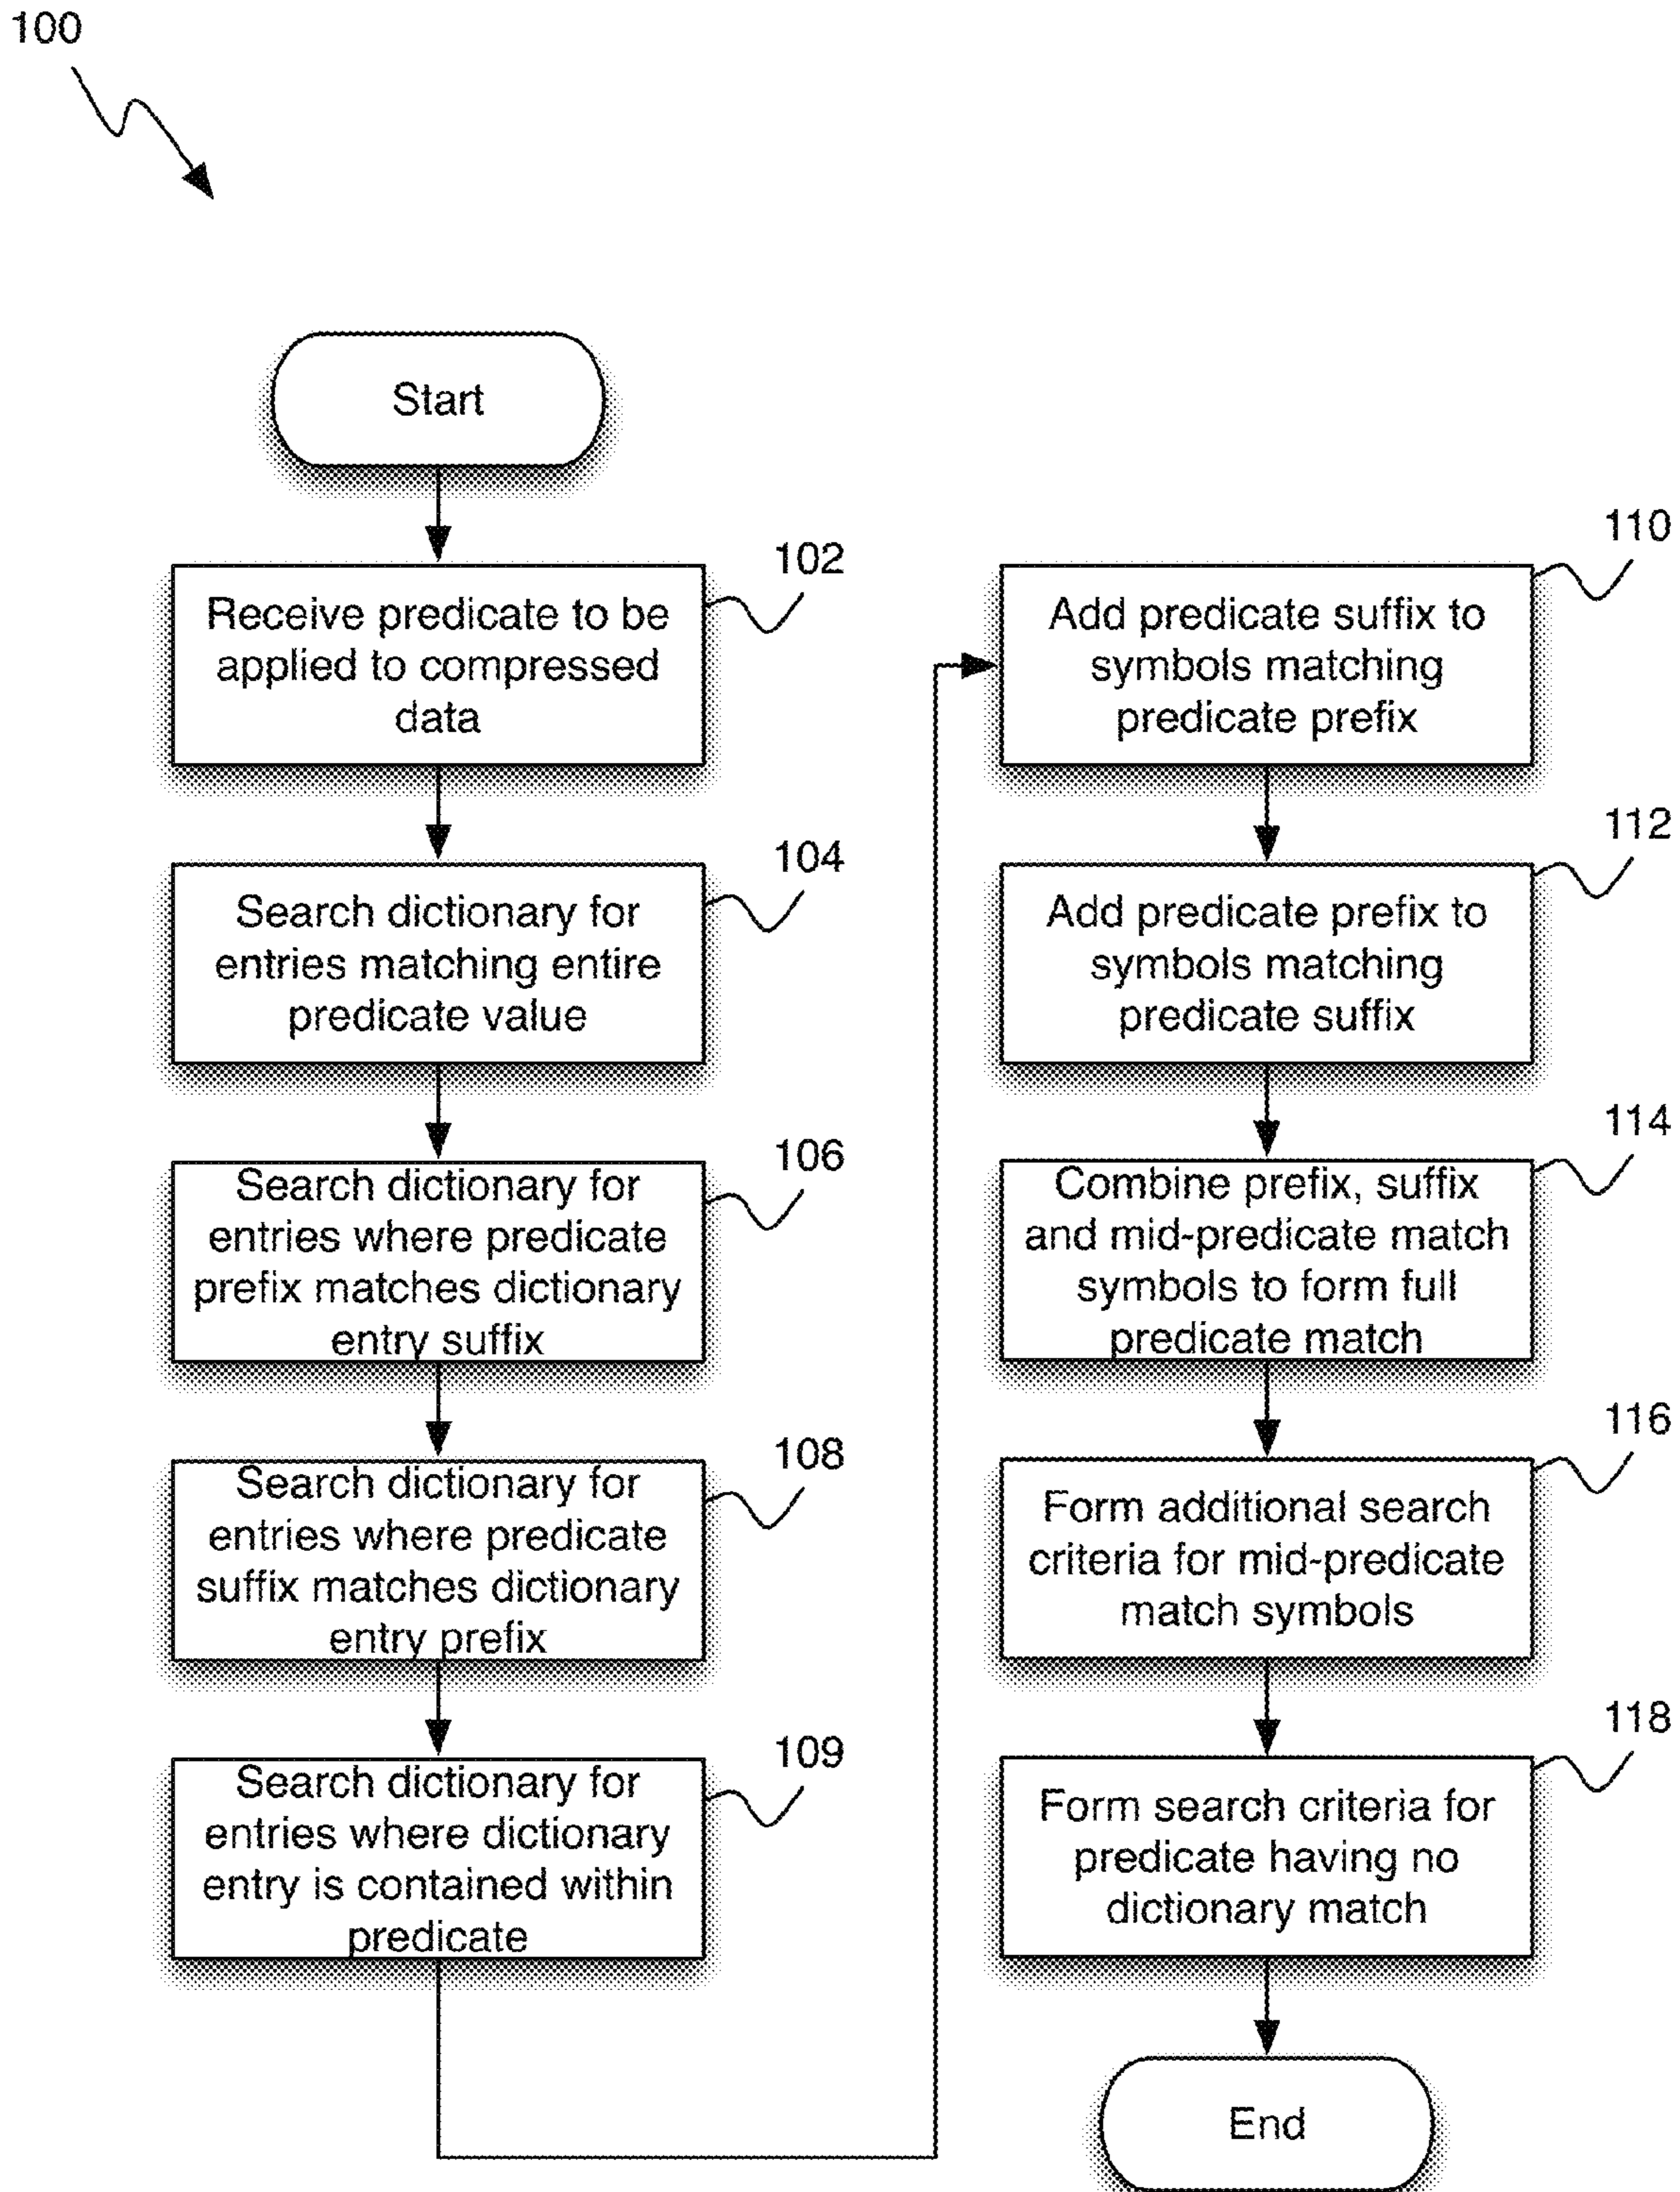 100
Start
102
Receive predicate to be
applied to compressed
data
104
Search dictionary for
entries matching entire
predicate value
106
Search dictionary for
entries where predicate
prefix matches dictionary
entry suffix
108
Search dictionary for
entries where predicate
suffix matches dictionary
entry prefix
109
Search dictionary for
entries where dictionary
entry is contained within
predicate
110
Add predicate suffix to
symbols matching
predicate prefix
112
Add predicate prefix to
symbols matching
predicate suffix
114
Combine prefix, suffix
and mid-predicate match
symbols to form full
predicate match
116
Form additional search
criteria for mid-predicate
match symbols
118
Form search criteria for
predicate having no
dictionary match
End